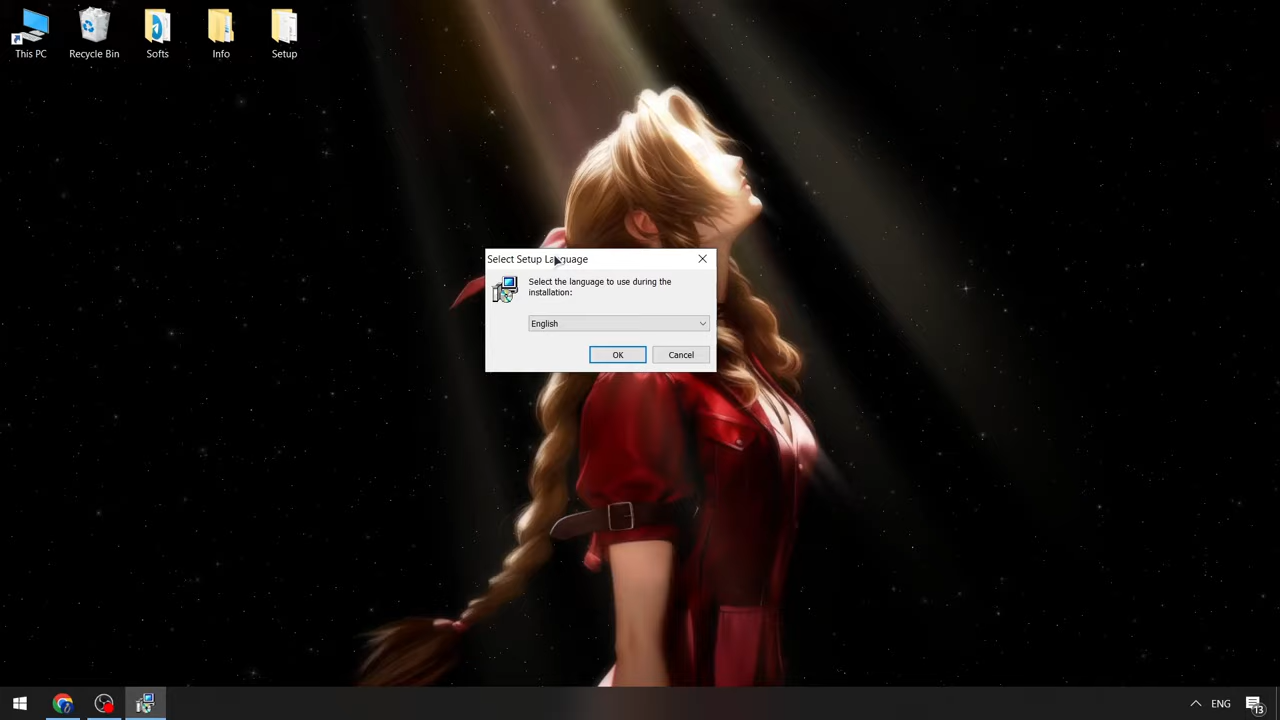 This PC
Recycle Bin
Softs
Info
Setup
Select Setup Language
Select the language to use during the
installation:
English
OK
Cancel
ENG
13